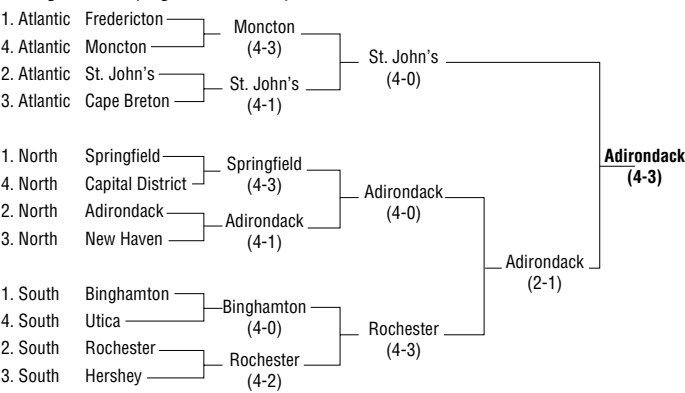 1. Atlantic Fredericton
4. Atlantic Moncton
Moncton
(4-3)
2. Atlantic St. John's
3. Atlantic Cape Breton
St. John's
(4-1)
St. John's
(4-0)
1. North Springfield
4. North Capital District
Springfield
(4-3)
2. North Adirondack
3. North New Haven
Adirondack
(4-1)
Adirondack
(4-0)
1. South Binghamton
4. South Utica
Binghamton
(4-0)
2. South Rochester
3. South Hershey
Rochester
(4-2)
Rochester
(4-3)
Adirondack
(2-1)
Adirondack
(4-3)